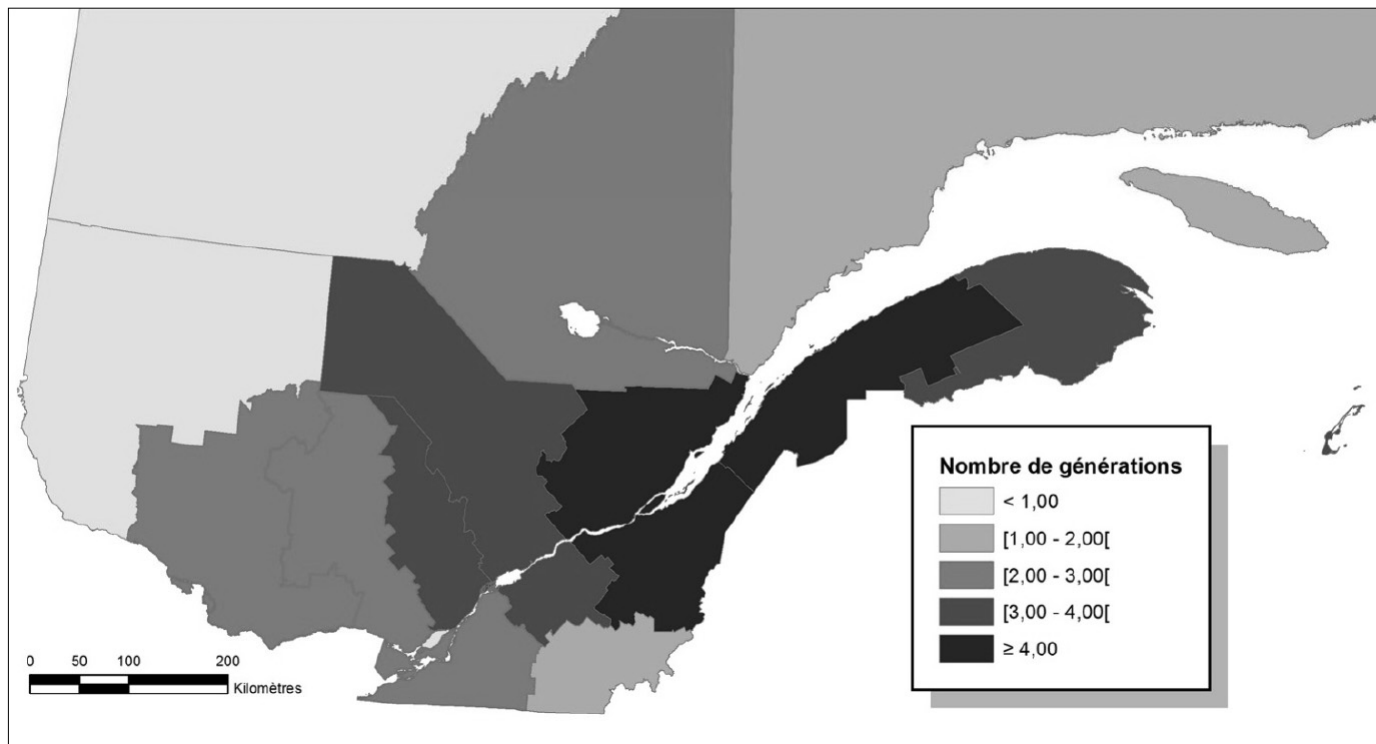 Nombre de générations
< 1,00
[1,00 - 2,00[
[2,00 - 3,00[
[3,00 - 4,00[
≥ 4,00
0 50 100 200
Kilomètres